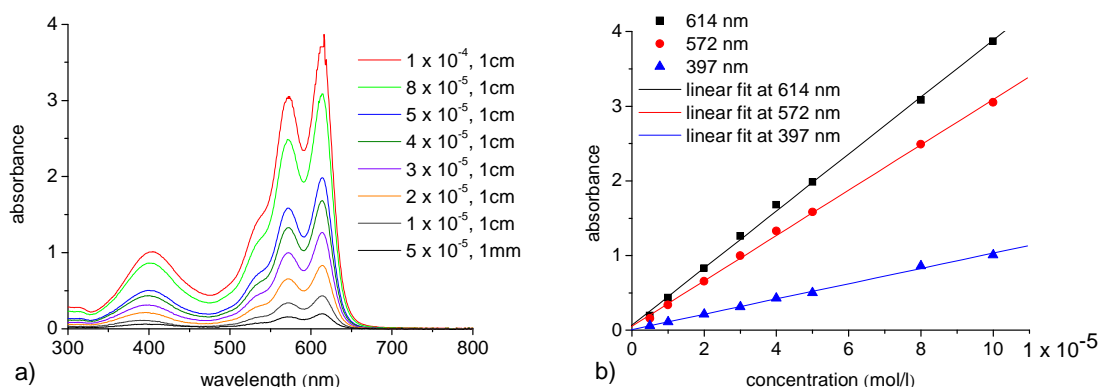 4
3
2
1
0
300
400
500
600
700
800
absorbance
wavelength (nm)
a)
1 x 10⁻⁴, 1cm
8 x 10⁻⁵, 1cm
5 x 10⁻⁵, 1cm
4 x 10⁻⁵, 1cm
3 x 10⁻⁵, 1cm
2 x 10⁻⁵, 1cm
1 x 10⁻⁵, 1cm
5 x 10⁻⁵, 1mm
4
3
2
1
0
0
2
4
6
8
10
1 x 10⁻⁵
absorbance
concentration (mol/l)
b)
614 nm
572 nm
397 nm
linear fit at 614 nm
linear fit at 572 nm
linear fit at 397 nm